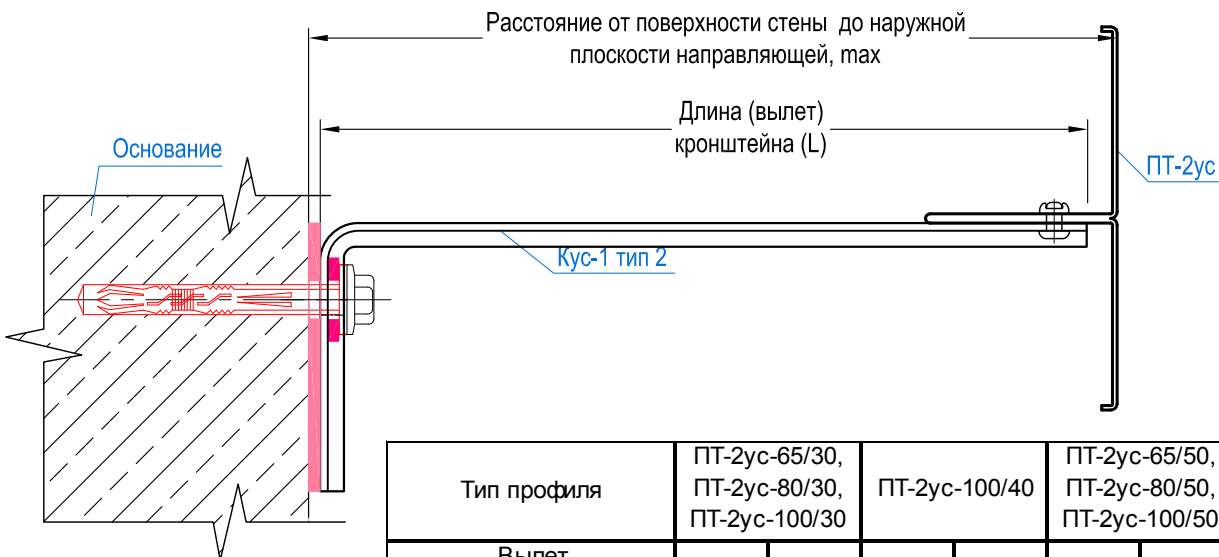 Расстояние от поверхности стены до наружной
плоскости направляющей, max
Длина (вылет)
кронштейна (L)
Основание
ПТ-2ус
Кус-1 тип 2
Тип профиля
ПТ-2ус-65/30,
ПТ-2ус-80/30,
ПТ-2ус-100/30
ПТ-2ус-100/40
ПТ-2ус-65/50,
ПТ-2ус-80/50,
ПТ-2ус-100/50
Вылет